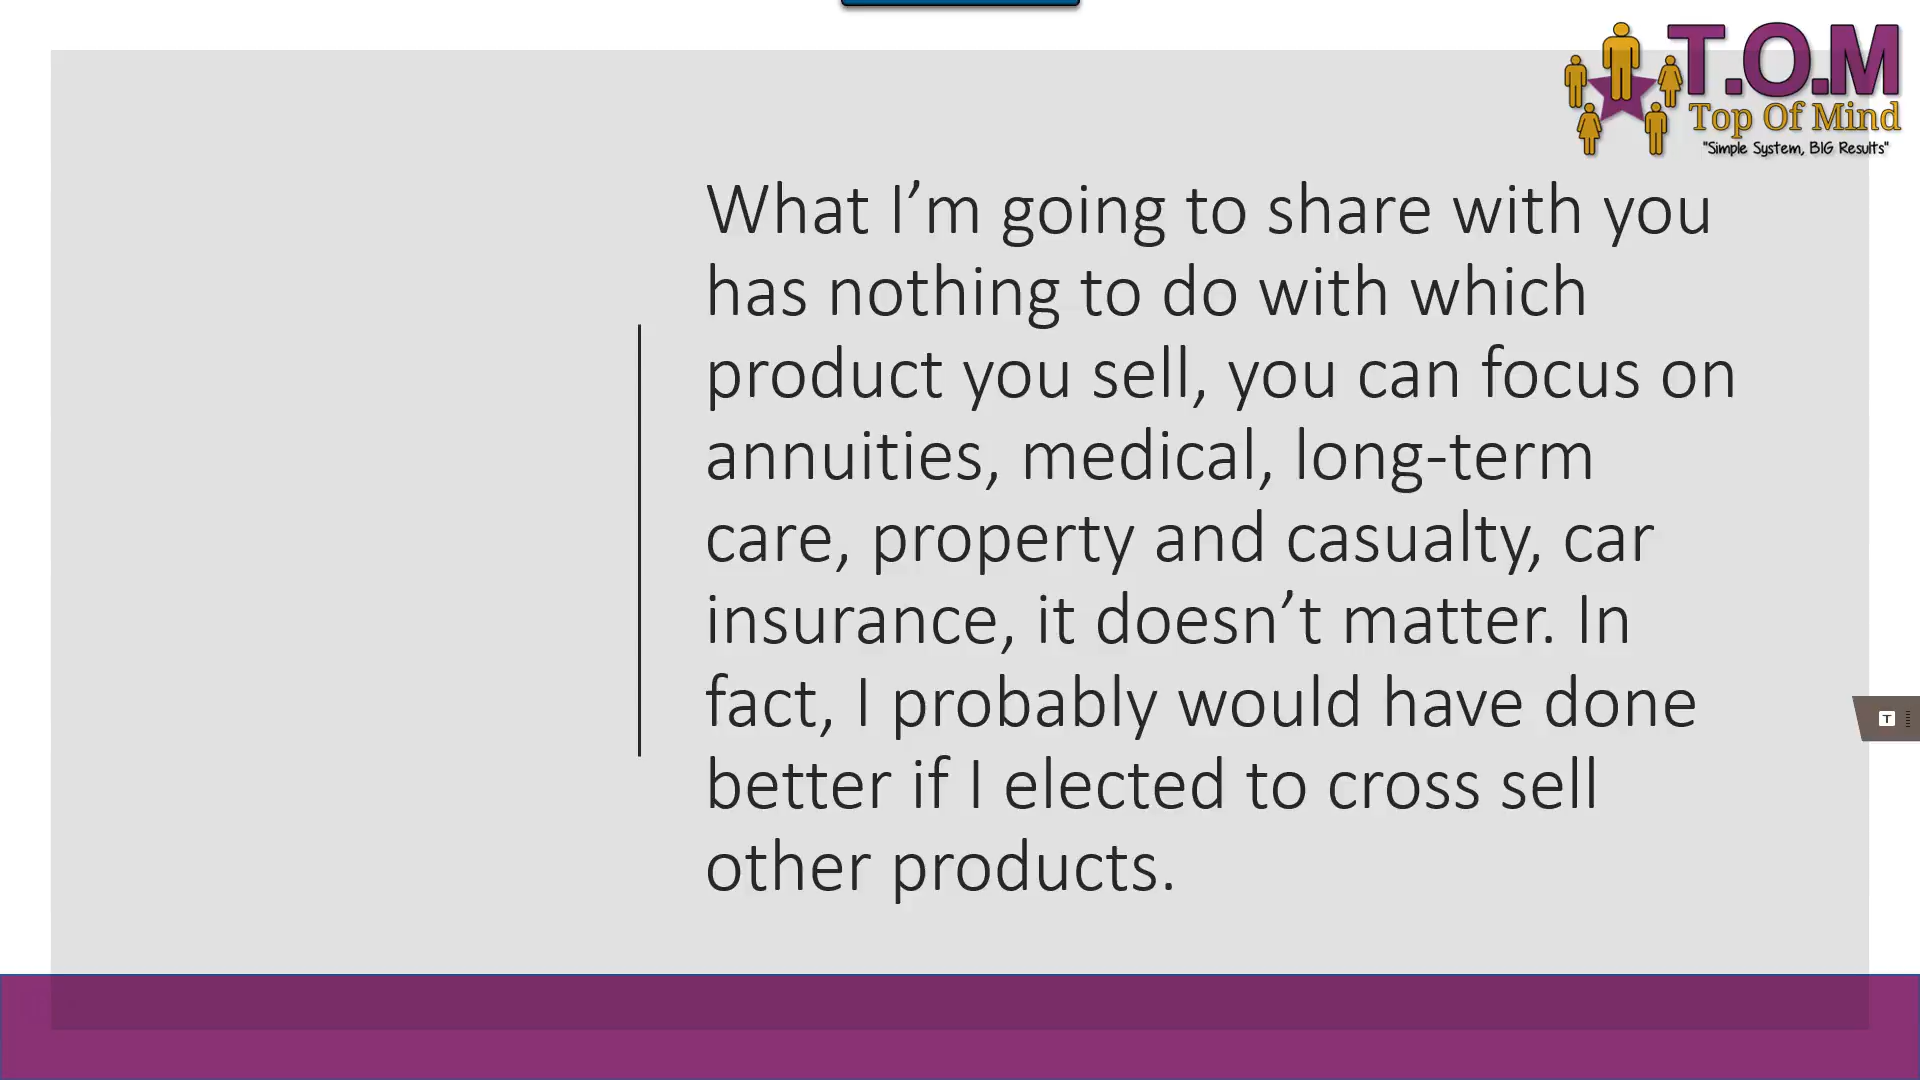 T.O.M
Top Of Mind
"Simple System, BIG Results"
What I’m going to share with you
has nothing to do with which
product you sell, you can focus on
annuities, medical, long-term
care, property and casualty, car
insurance, it doesn’t matter. In
fact, I probably would have done
better if I elected to cross sell
other products.
T